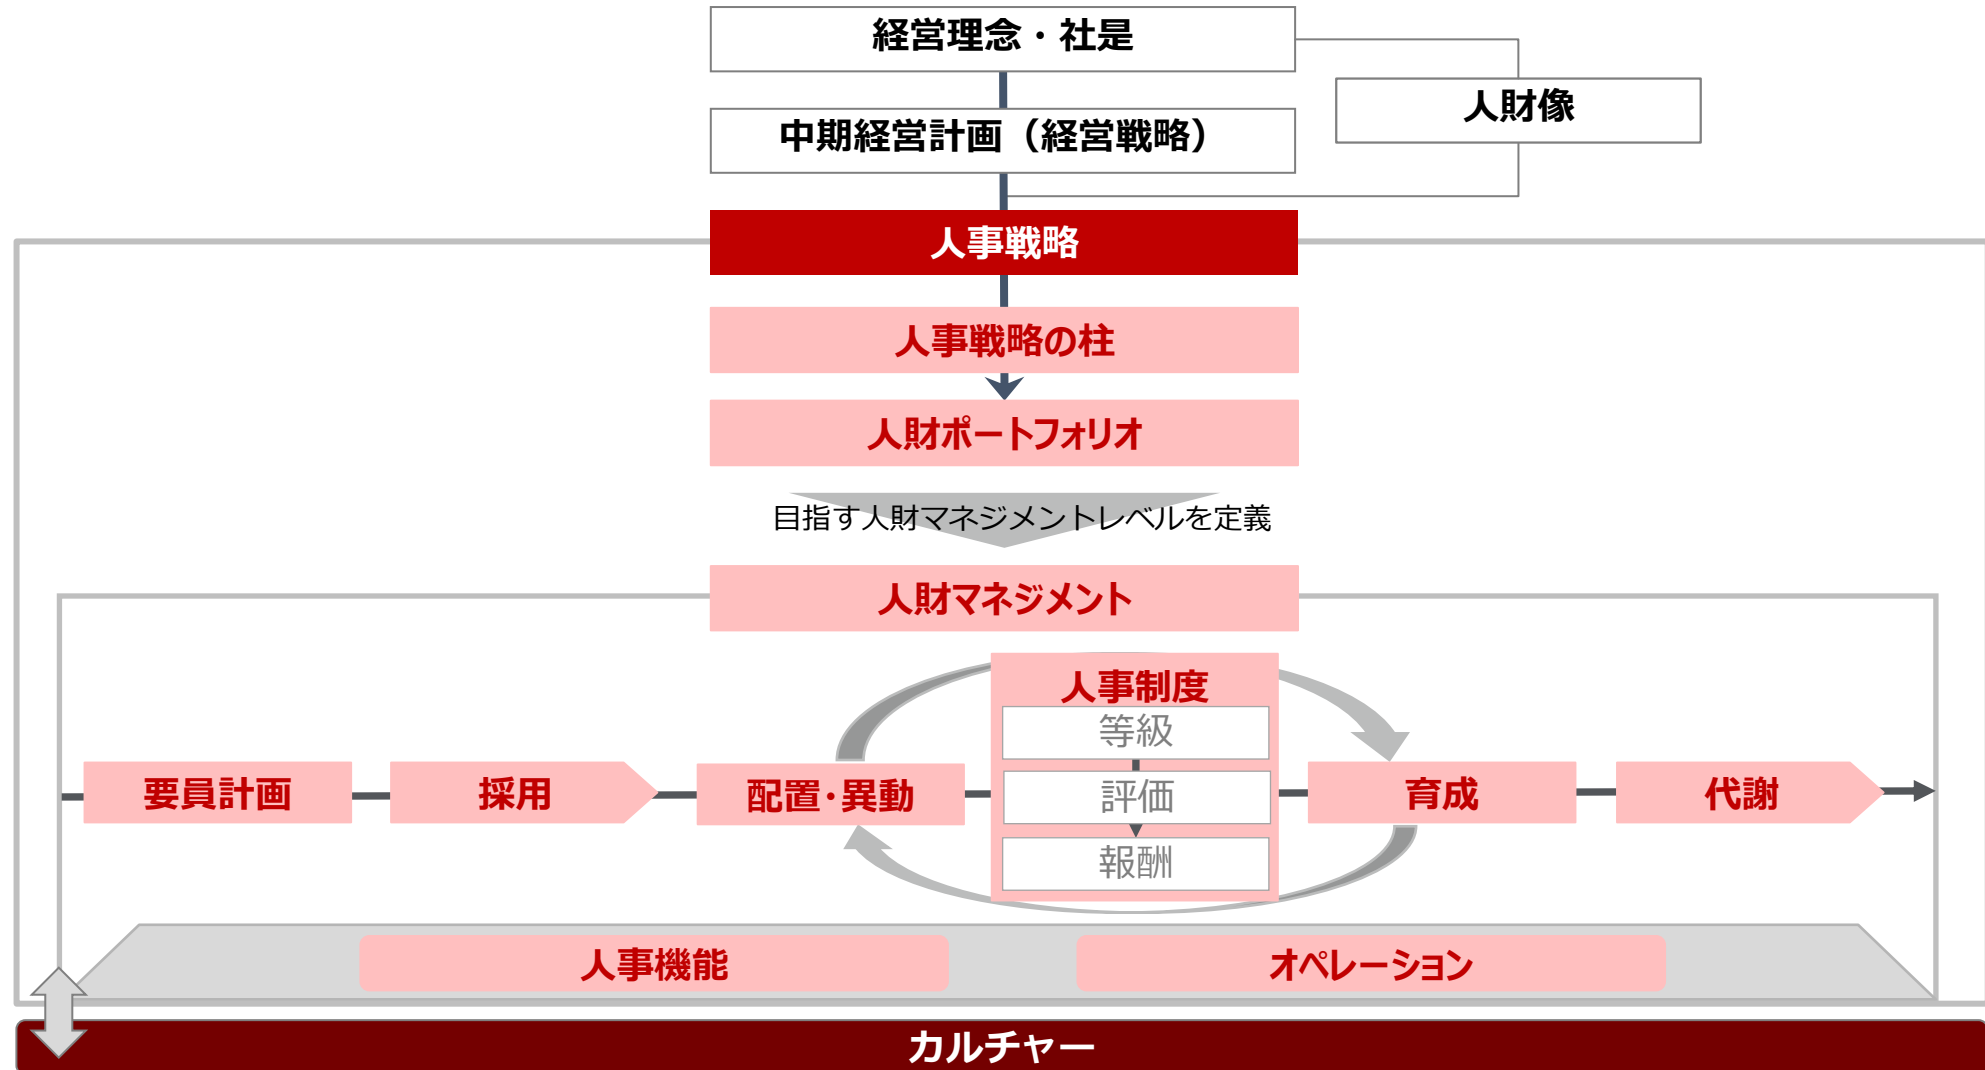 経営理念・社是
人財像
中期経営計画（経営戦略）
人事戦略
人事戦略の柱
人財ポートフォリオ
目指す人財マネジメントレベルを定義
人財マネジメント
人事制度
等級
要員計画
採用
配置・異動
評価
育成
代謝
報酬
人事機能
オペレーション
カルチャー